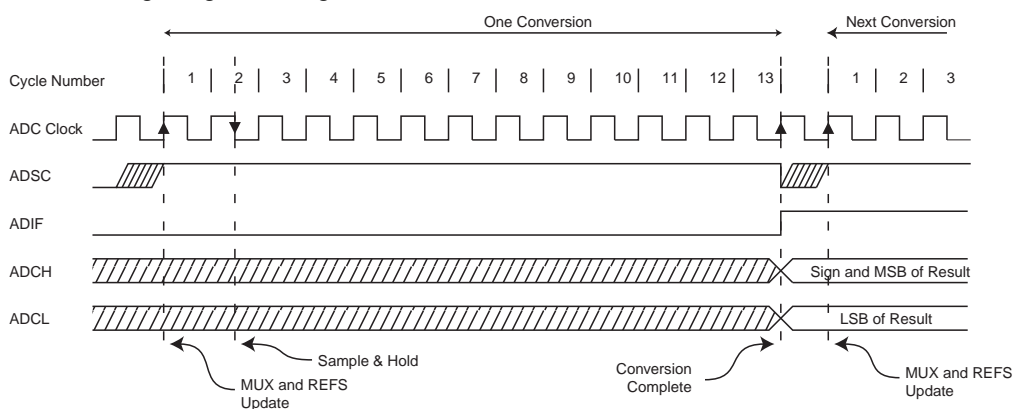 One Conversion
Next Conversion
Cycle Number
1 2 3 4 5 6 7 8 9 10 11 12 13 1 2 3
ADC Clock
ADSC
ADIF
ADCH
Sign and MSB of Result
ADCL
LSB of Result
Sample & Hold
MUX and REFS
Update
Conversion
Complete
MUX and REFS
Update